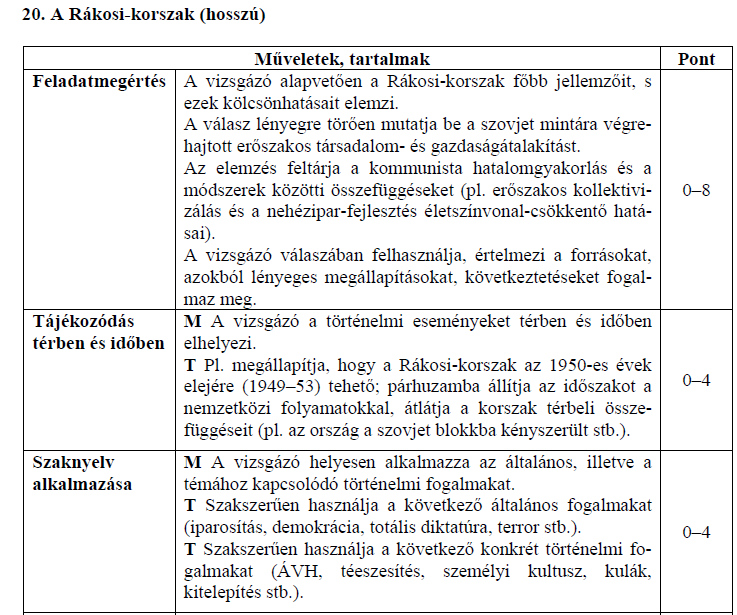 20. A Rákosi-korszak (hosszú)
Műveletek, tartalmak Pont
Feladatmegértés A vizsgázó alapvetően a Rákosi-korszak főbb jellemzőit, s
ezek kölcsönhatásait elemzi.
A válasz lényegre törően mutatja be a szovjet mintára végre-
hajtott erőszakos társadalom- és gazdaságátalakítást.
Az elemzés feltárja a kommunista hatalomgyakorlás és a
módszerek közötti összefüggéseket (pl. erőszakos kollektivi-
zálás és a nehézipar-fejlesztés életszínvonal-csökkentő hatá-
sai).
A vizsgázó válaszában felhasználja, értelmezi a forrásokat,
azokból lényeges megállapításokat, következtetéseket fogal-
maz meg.
0–8
Tájékozódás
térben és időben
M A vizsgázó a történelmi eseményeket térben és időben
elhelyezi.
T Pl. megállapítja, hogy a Rákosi-korszak az 1950-es évek
elejére (1949–53) tehető; párhuzamba állítja az időszakot a
nemzetközi folyamatokkal, átlátja a korszak térbeli össze-
függéseit (pl. az ország a szovjet blokkba kényszerült stb.).
0–4
Szaknyelv
alkalmazása
M A vizsgázó helyesen alkalmazza az általános, illetve a
témához kapcsolódó történelmi fogalmakat.
T Szakszerűen használja a következő általános fogalmakat
(iparosítás, demokrácia, totális diktatúra, terror stb.).
T Szakszerűen használja a következő konkrét történelmi fo-
galmakat (ÁVH, téeszesítés, személyi kultusz, kulák,
kitelepítés stb.).
0–4